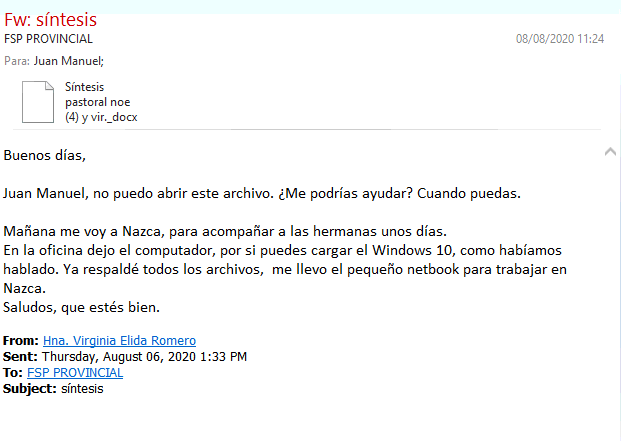 Fw: síntesis
FSP PROVINCIAL
08/08/2020 11:24
Para: Juan Manuel;
Síntesis
pastoral noe
(4) y vir._docx
Buenos días,
Juan Manuel, no puedo abrir este archivo. ¿Me podrías ayudar? Cuando puedas.
Mañana me voy a Nazca, para acompañar a las hermanas unos días.
En la oficina dejo el computador, por si puedes cargar el Windows 10, como habíamos
hablado. Ya respaldé todos los archivos,  me llevo el pequeño netbook para trabajar en
Nazca.
Saludos, que estés bien.
From: Hna. Virginia Elida Romero
Sent: Thursday, August 06, 2020 1:33 PM
To: FSP PROVINCIAL
Subject: síntesis